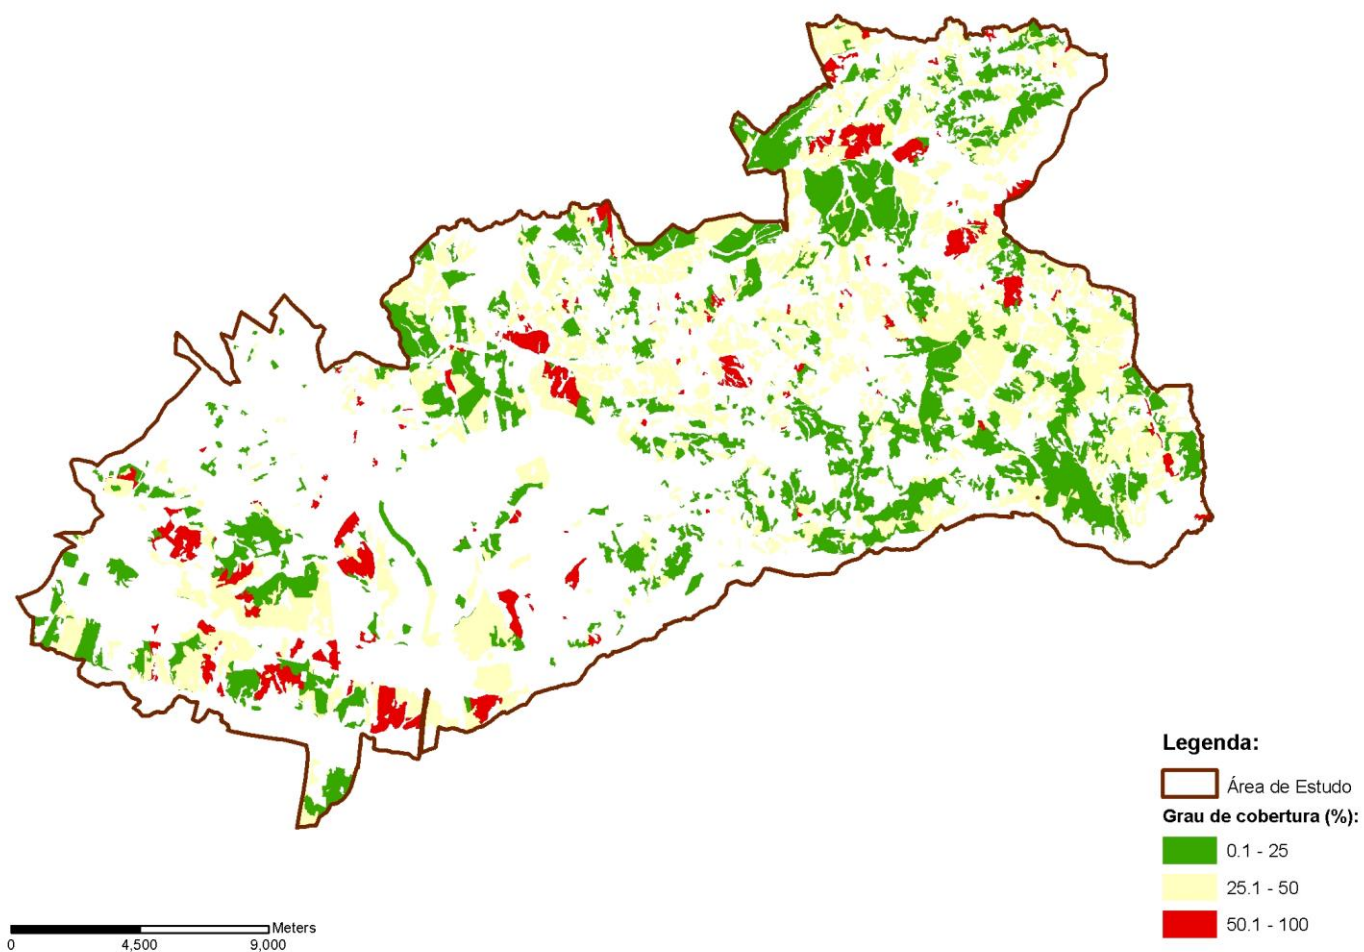 Legenda:
Área de Estudo
Grau de cobertura (%):
0.1 - 25
25.1 - 50
50.1 - 100
Meters
0 4,500 9,000